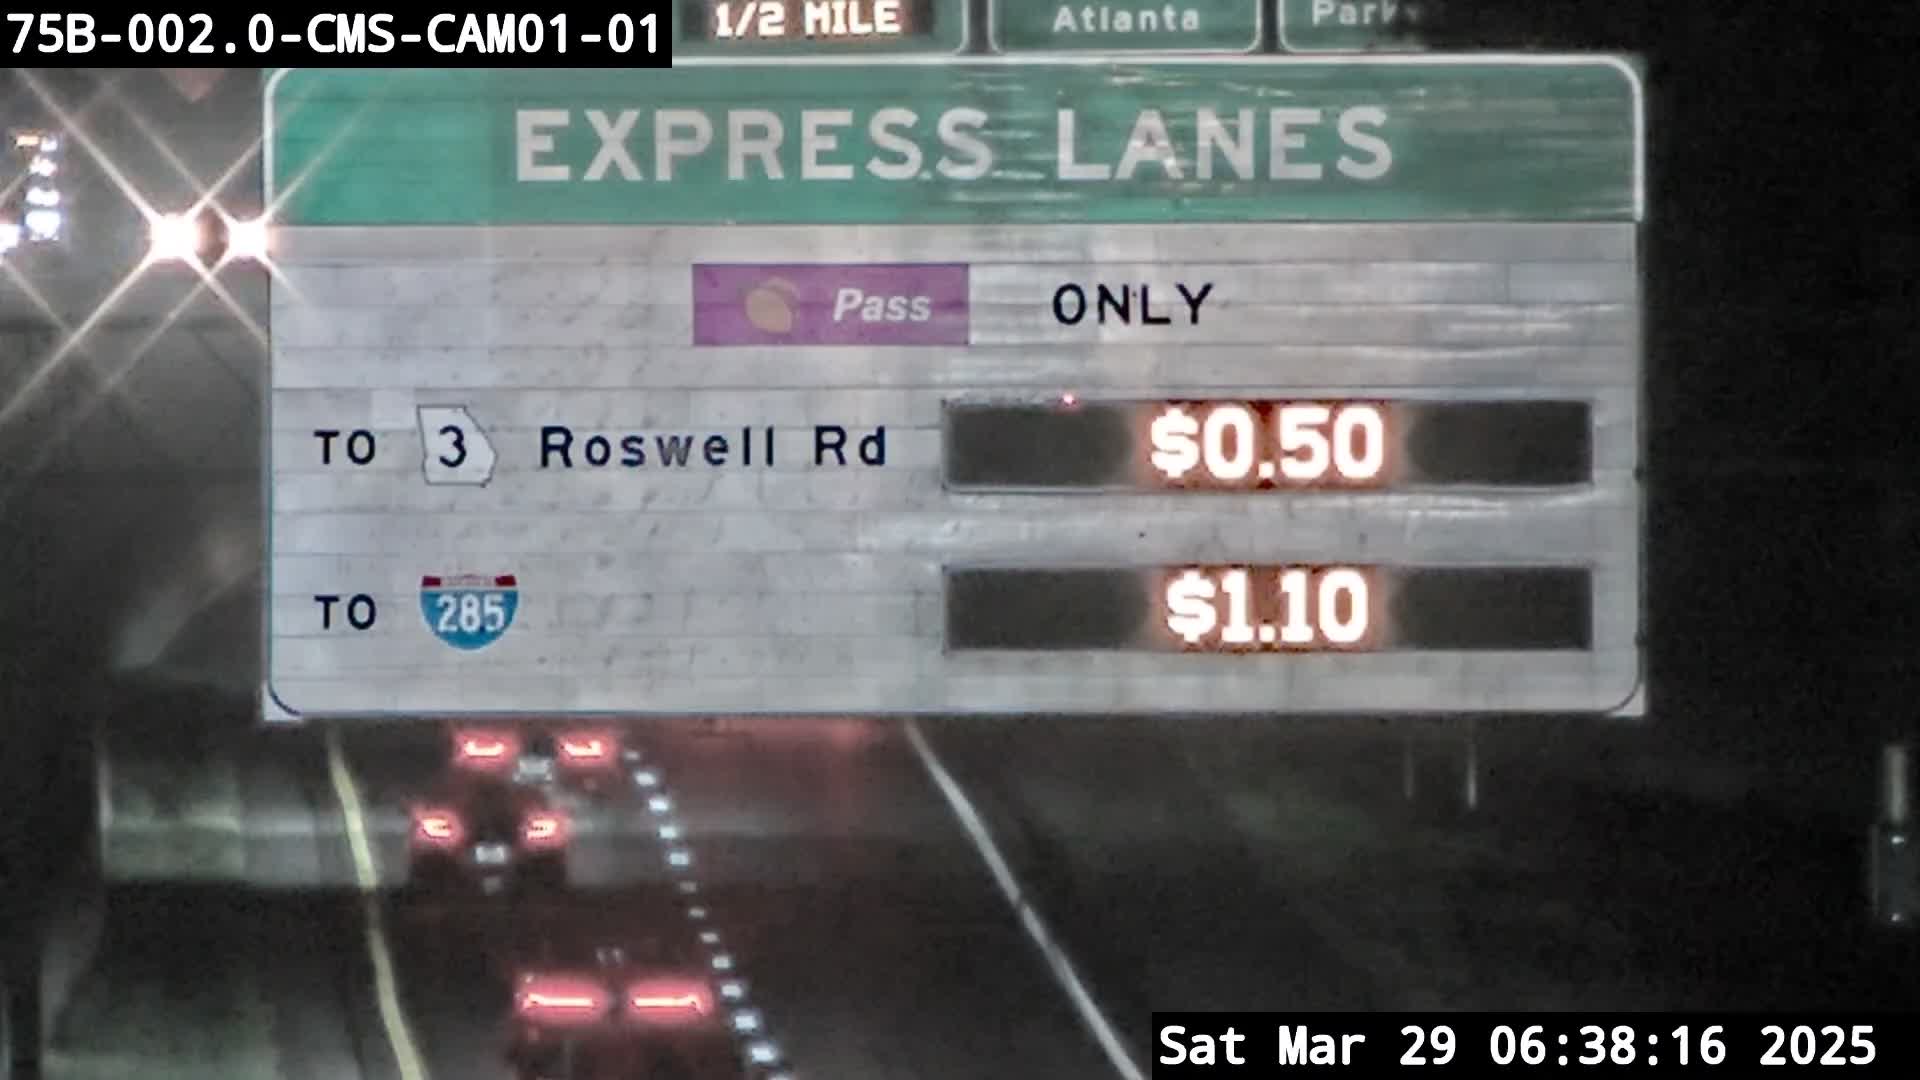 75B-002.0-CMS-CAM01-01
1/2 MILE
Atlanta
EXPRESS LANES
Pass ONLY
TO 3 Roswell Rd $0.50
TO 285 $1.10
Sat Mar 29 06:38:16 2025